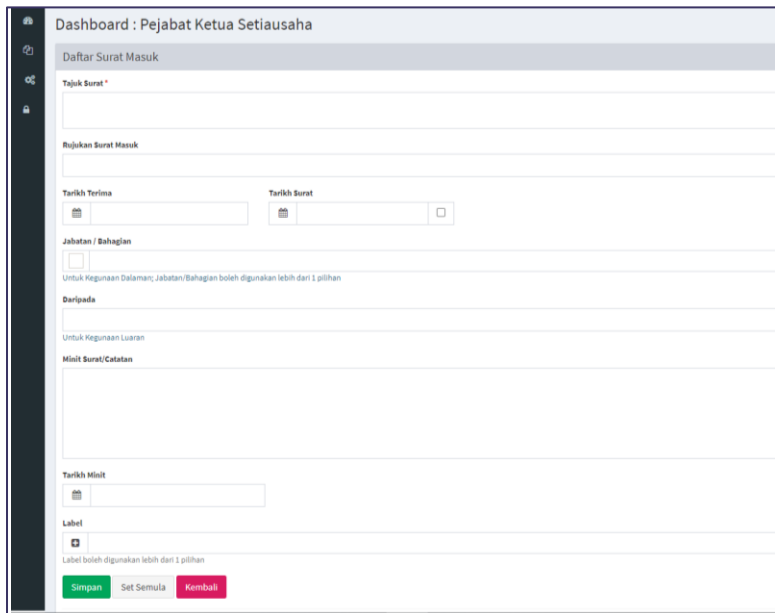 Dashboard : Pejabat Ketua Setiausaha
Daftar Surat Masuk
Tajuk Surat *
Rujukan Surat Masuk
Tarikh Terima
Tarikh Surat
Jabatan / Bahagian
Untuk Kegunaan Dalaman; Jabatan/Bahagian boleh digunakan lebih dari 1 pilihan
Daripada
Untuk Kegunaan Luaran
Minit Surat/Catatan
Tarikh Minit
Label
Label boleh digunakan lebih dari 1 pilihan
Simpan
Set Semula
Kembali